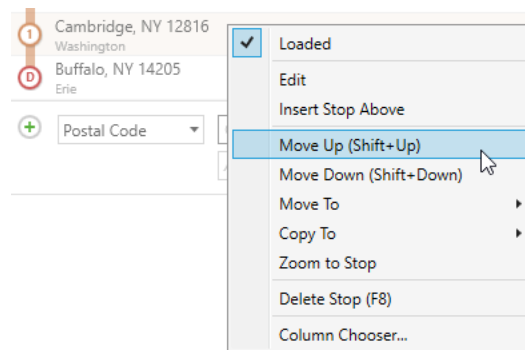 1
Cambridge, NY 12816
Washington
D
Buffalo, NY 14205
Erie
Postal Code
Loaded
Edit
Insert Stop Above
Move Up (Shift+Up)
Move Down (Shift+Down)
Move To
Copy To
Zoom to Stop
Delete Stop (F8)
Column Chooser...